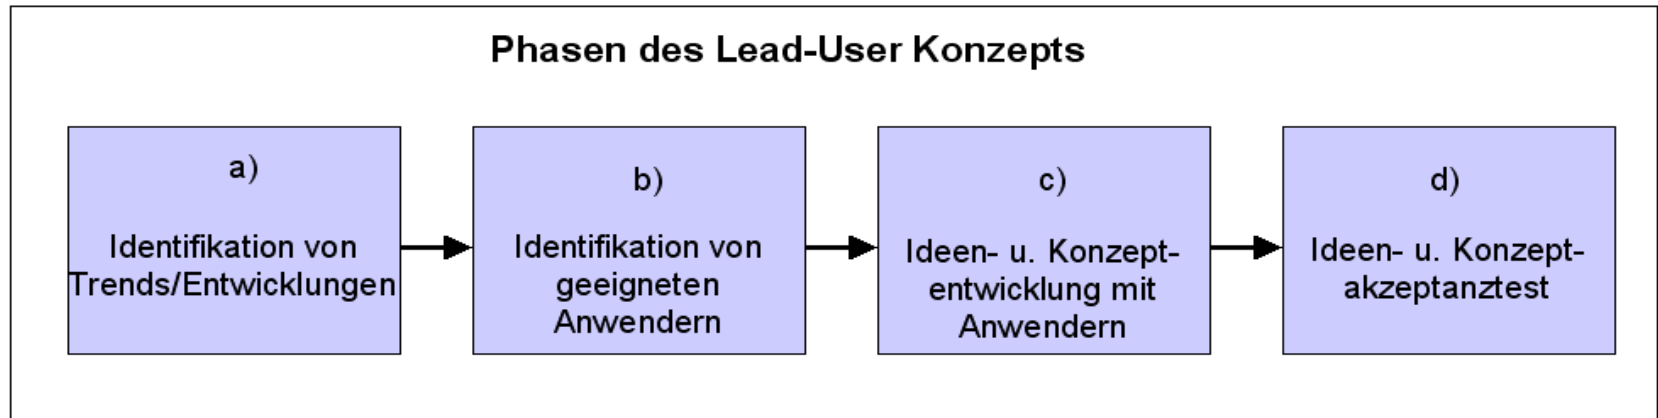 Phasen des Lead-User Konzepts
a)
Identifikation von
Trends/Entwicklungen
b)
Identifikation von
geeigneten
Anwendern
c)
Ideen- u. Konzept-
entwicklung mit
Anwendern
d)
Ideen- u. Konzept-
akzeptanztest